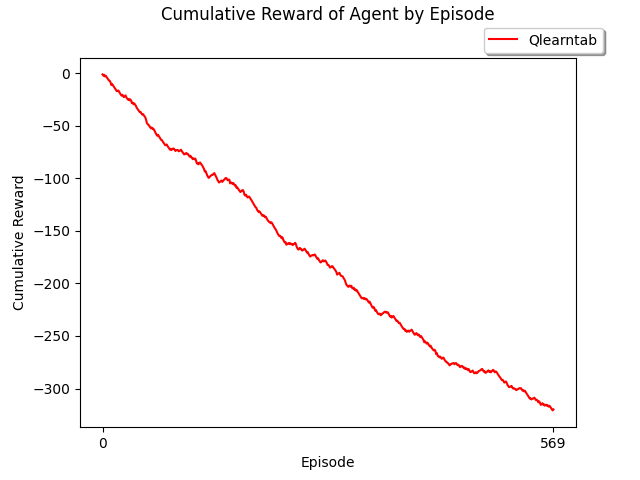 Cumulative Reward of Agent by Episode
Qlearntab
0
−50
−100
−150
−200
−250
−300
Cumulative Reward
0
569
Episode